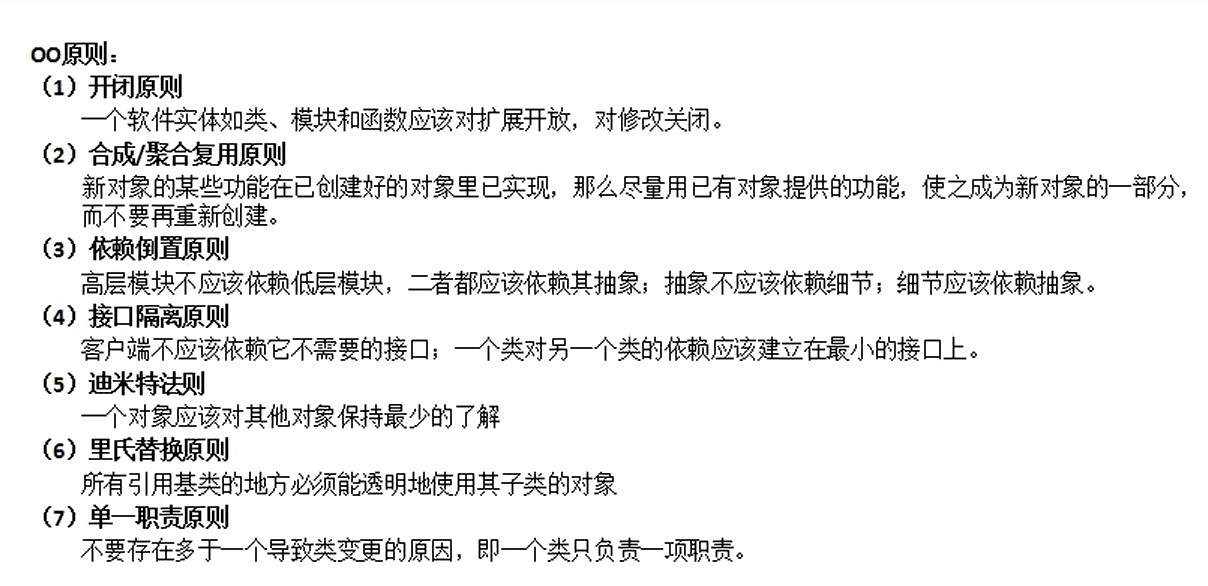 OO原则：
（1）开闭原则
一个软件实体如类、模块和函数应该对扩展开放，对修改关闭。
（2）合成/聚合复用原则
新对象的某些功能在已创建好的对象里已实现，那么尽量用已有对象提供的功能，使之成为新对象的一部分，
而不要再重新创建。
（3）依赖倒置原则
高层模块不应该依赖低层模块，二者都应该依赖其抽象；抽象不应该依赖细节；细节应该依赖抽象。
（4）接口隔离原则
客户端不应该依赖它不需要的接口；一个类对另一个类的依赖应该建立在最小的接口上。
（5）迪米特法则
一个对象应该对其他对象保持最少的了解
（6）里氏替换原则
所有引用基类的地方必须能透明地使用其子类的对象
（7）单一职责原则
不要存在多于一个导致类变更的原因，即一个类只负责一项职责。